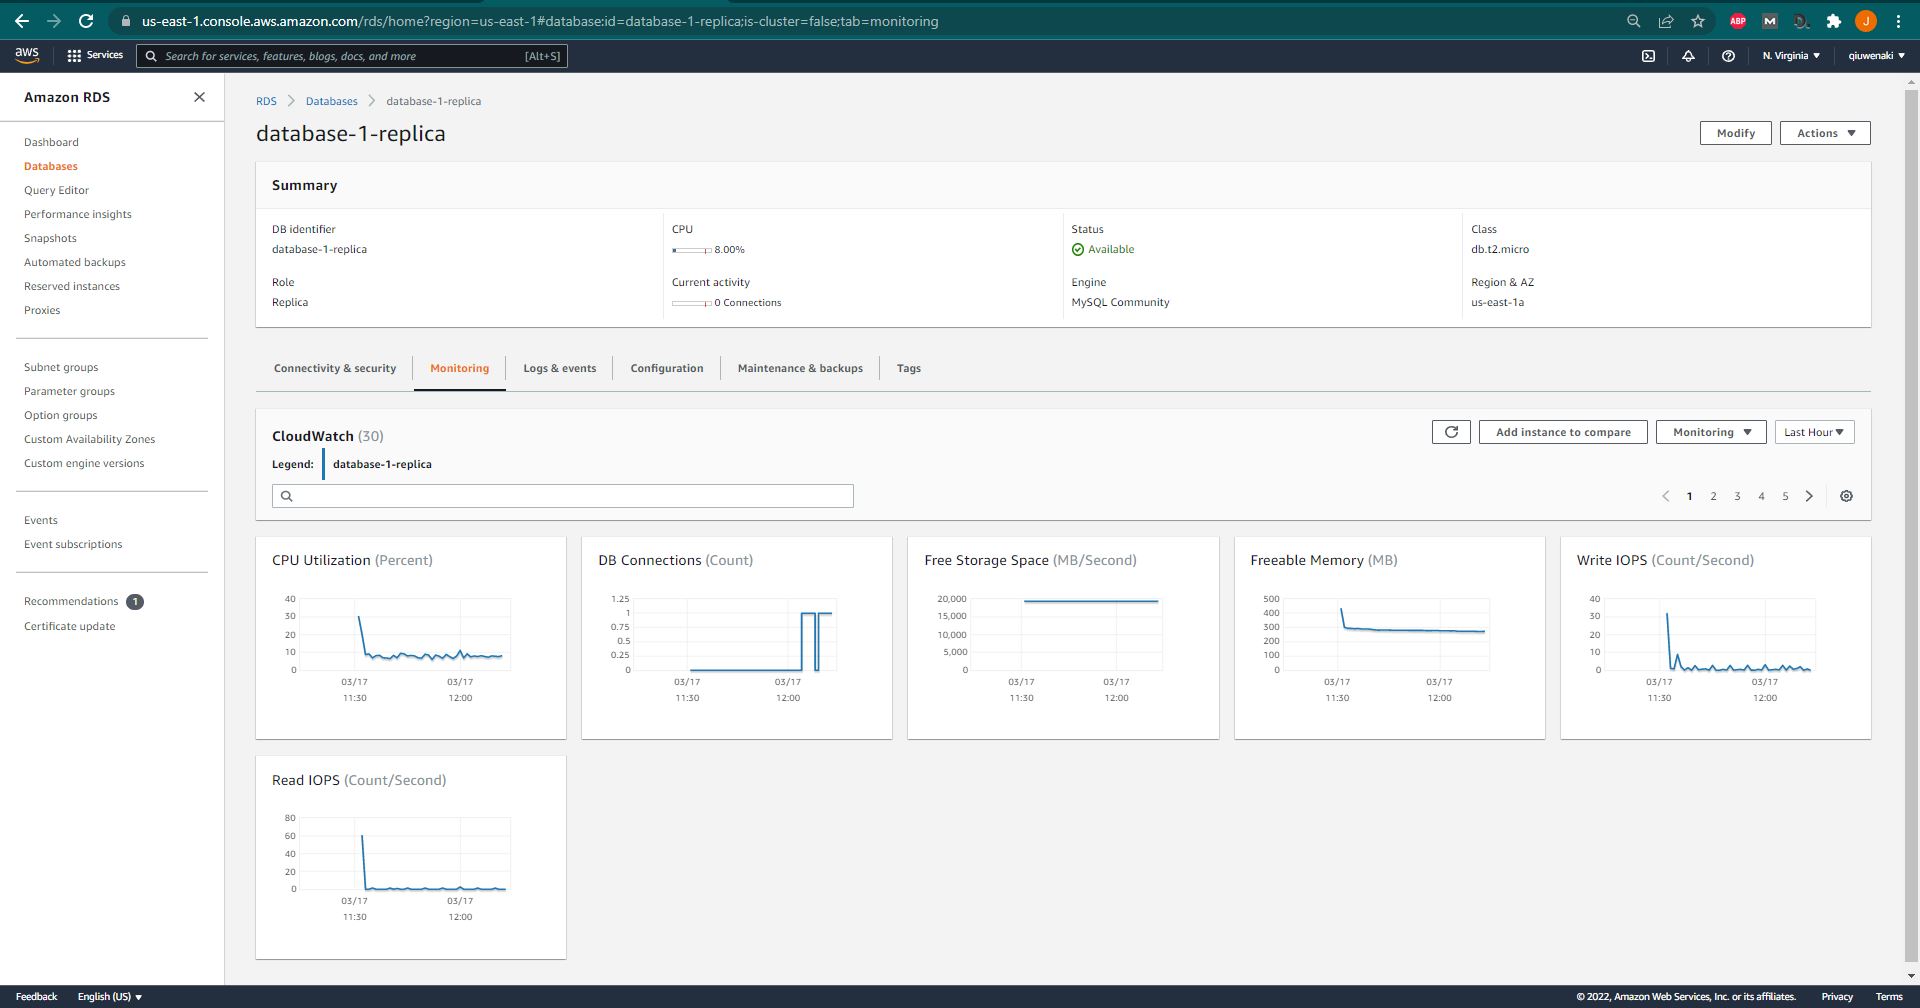 us-east-1.console.aws.amazon.com/rds/home?region=us-east-1#database:id=database-1-replica;is-cluster=false;tab=monitoring
ABP
M
J
aws
Services
Search for services, features, blogs, docs, and more
[Alt+S]
N. Virginia
qiuwenaki
Amazon RDS
Dashboard
Databases
Query Editor
Performance insights
Snapshots
Automated backups
Reserved instances
Proxies
Subnet groups
Parameter groups
Option groups
Custom Availability Zones
Custom engine versions
Events
Event subscriptions
Recommendations 1
Certificate update
RDS
Databases
database-1-replica
database-1-replica
Modify
Actions
Summary
DB identifier
database-1-replica
Role
Replica
CPU
8.00%
Current activity
0 Connections
Status
Available
Engine
MySQL Community
Class
db.t2.micro
Region & AZ
us-east-1a
Connectivity & security
Monitoring
Logs & events
Configuration
Maintenance & backups
Tags
CloudWatch (30)
Add instance to compare
Monitoring
Last Hour
Legend:
database-1-replica
1 2 3 4 5
CPU Utilization (Percent)
40
30
20
10
0
03/17 03/17
11:30 12:00
DB Connections (Count)
1.25
1
0.75
0.5
0.25
0
03/17 03/17
11:30 12:00
Free Storage Space (MB/Second)
20,000
15,000
10,000
5,000
0
03/17 03/17
11:30 12:00
Freeable Memory (MB)
500
400
300
200
100
0
03/17 03/17
11:30 12:00
Write IOPS (Count/Second)
40
30
20
10
0
03/17 03/17
11:30 12:00
Read IOPS (Count/Second)
80
60
40
20
0
03/17 03/17
11:30 12:00
Feedback
English (US)
© 2022, Amazon Web Services, Inc. or its affiliates.
Privacy
Terms